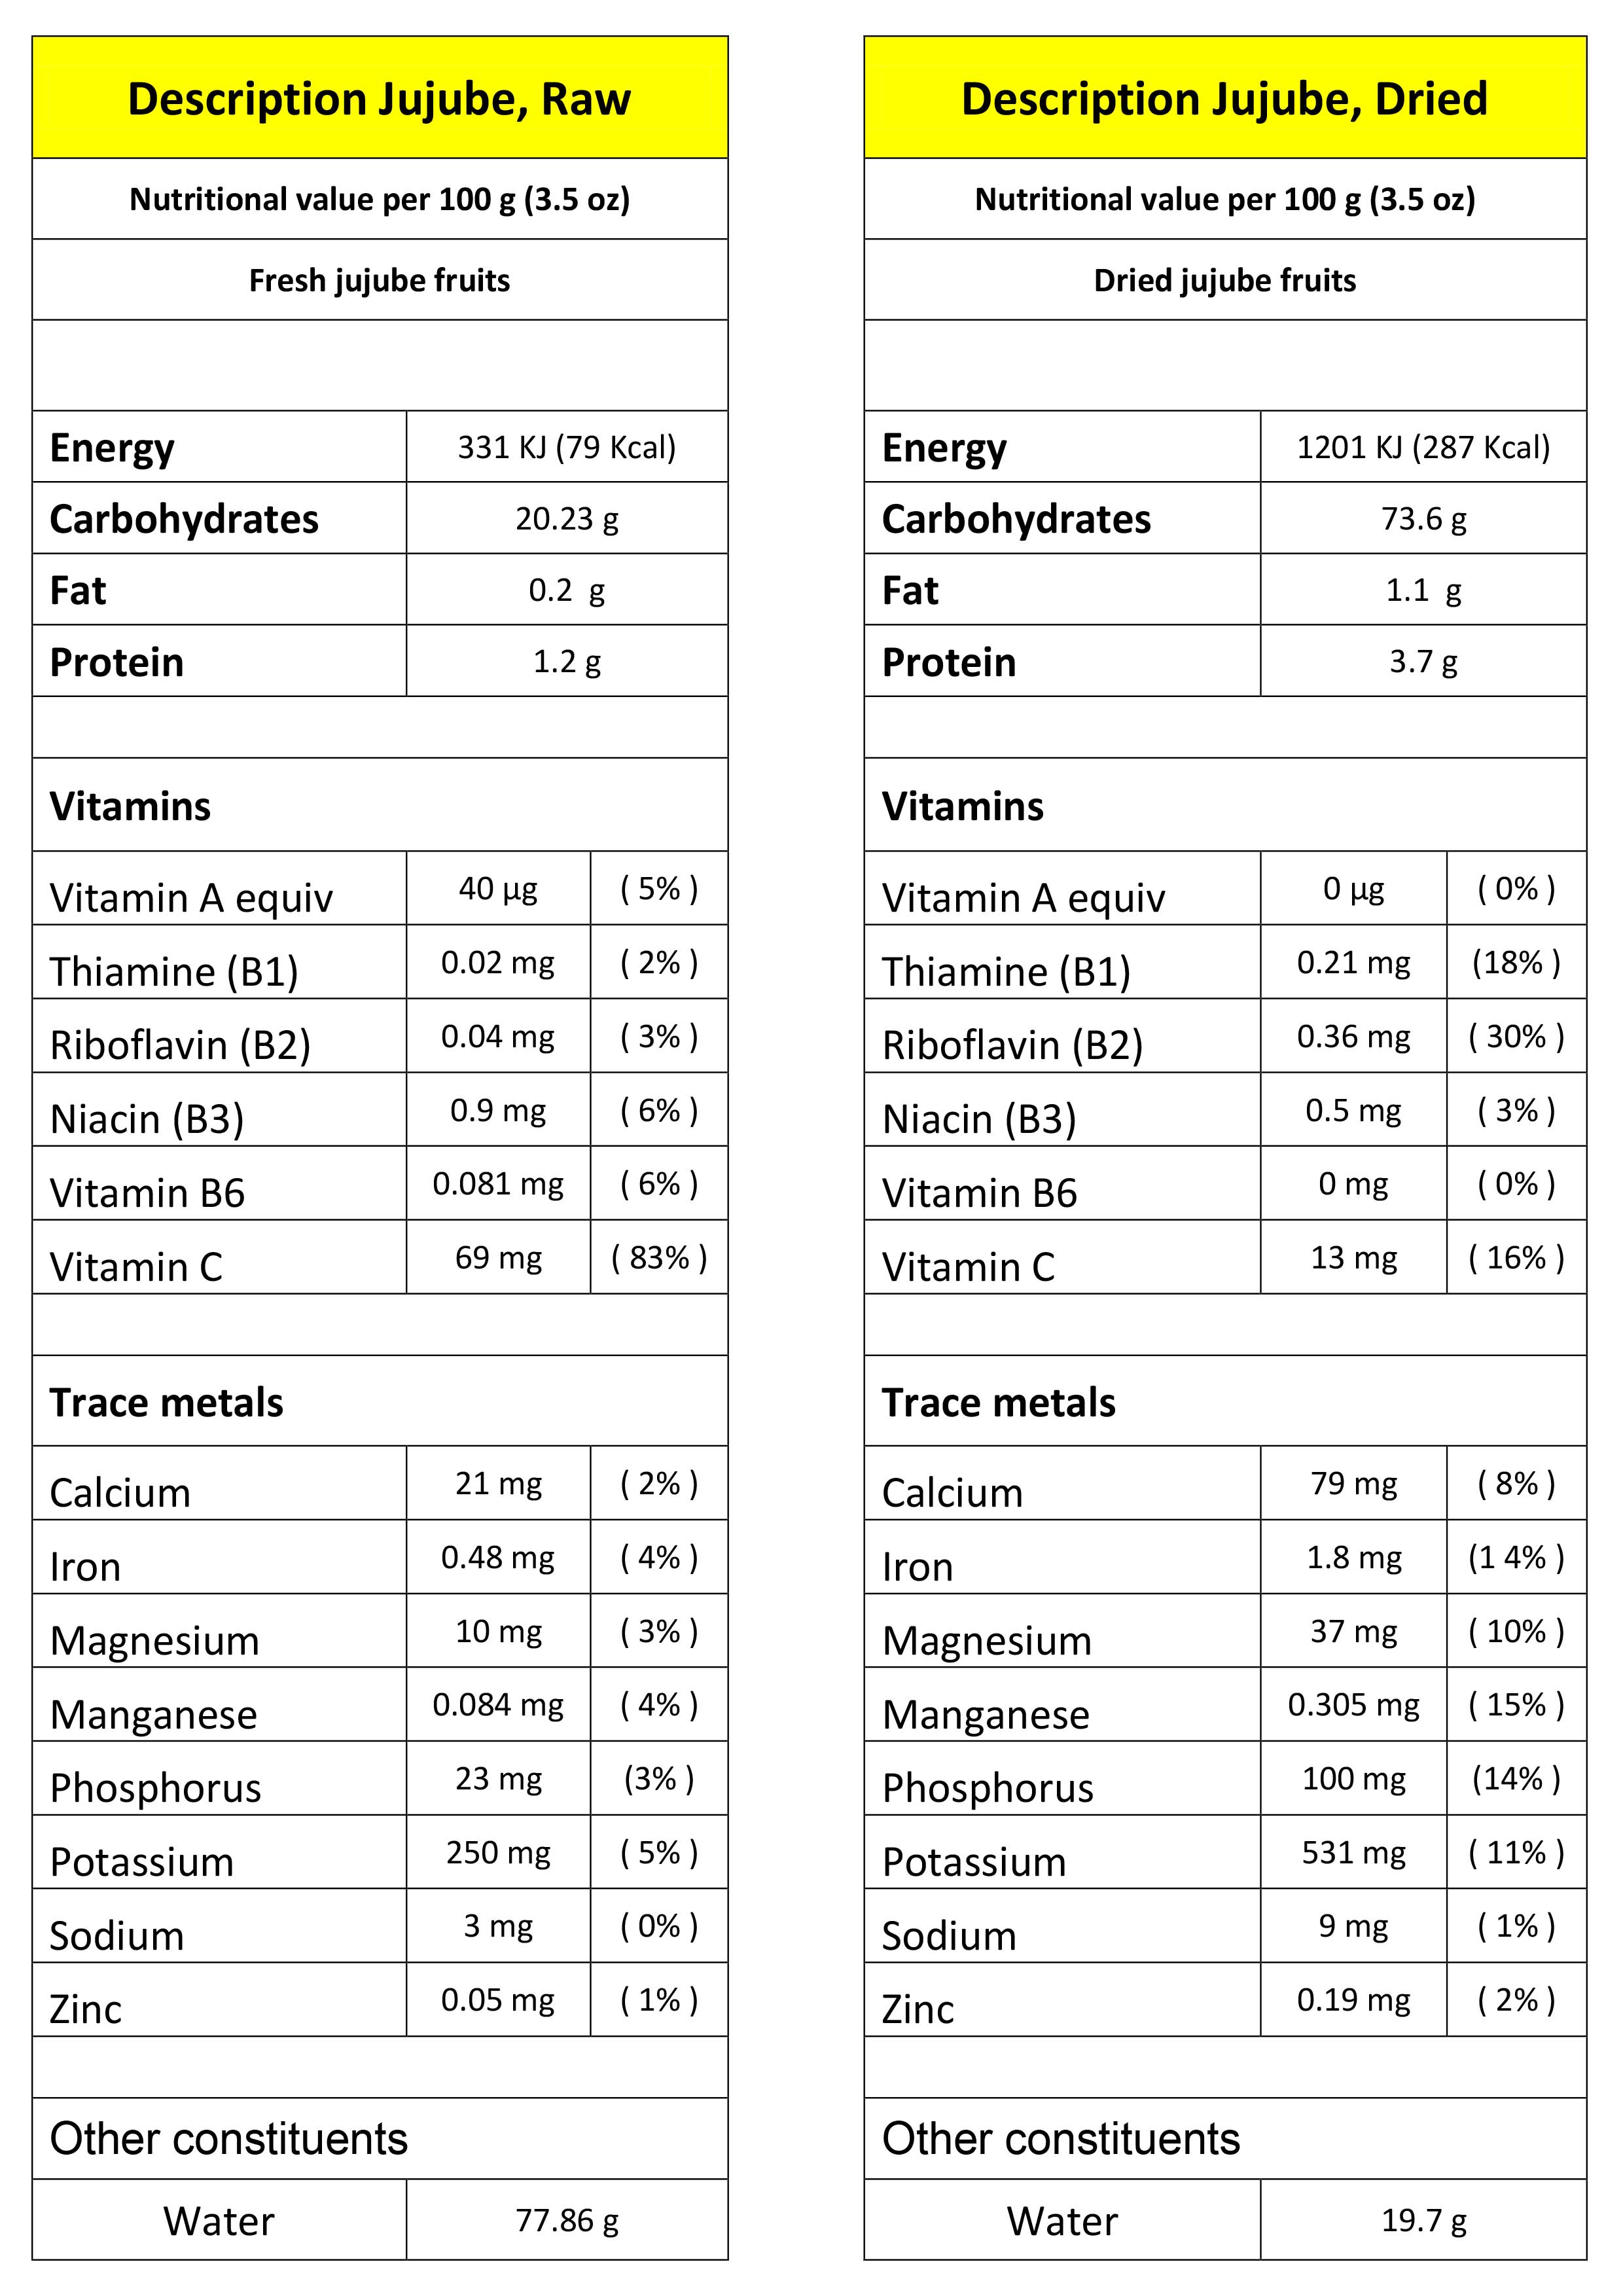 Description Jujube, Raw
Nutritional value per 100 g (3.5 oz)
Fresh jujube fruits
Energy 331 KJ (79 Kcal)
Carbohydrates 20.23 g
Fat 0.2 g
Protein 1.2 g
Vitamins
Vitamin A equiv 40 µg ( 5% )
Thiamine (B1) 0.02 mg ( 2% )
Riboflavin (B2) 0.04 mg ( 3% )
Niacin (B3) 0.9 mg ( 6% )
Vitamin B6 0.081 mg ( 6% )
Vitamin C 69 mg ( 83% )
Trace metals
Calcium 21 mg ( 2% )
Iron 0.48 mg ( 4% )
Magnesium 10 mg ( 3% )
Manganese 0.084 mg ( 4% )
Phosphorus 23 mg (3% )
Potassium 250 mg ( 5% )
Sodium 3 mg ( 0% )
Zinc 0.05 mg ( 1% )
Other constituents
Water 77.86 g
Description Jujube, Dried
Nutritional value per 100 g (3.5 oz)
Dried jujube fruits
Energy 1201 KJ (287 Kcal)
Carbohydrates 73.6 g
Fat 1.1 g
Protein 3.7 g
Vitamins
Vitamin A equiv 0 µg ( 0% )
Thiamine (B1) 0.21 mg (18% )
Riboflavin (B2) 0.36 mg ( 30% )
Niacin (B3) 0.5 mg ( 3% )
Vitamin B6 0 mg ( 0% )
Vitamin C 13 mg ( 16% )
Trace metals
Calcium 79 mg ( 8% )
Iron 1.8 mg (1 4% )
Magnesium 37 mg ( 10% )
Manganese 0.305 mg ( 15% )
Phosphorus 100 mg (14% )
Potassium 531 mg ( 11% )
Sodium 9 mg ( 1% )
Zinc 0.19 mg ( 2% )
Other constituents
Water 19.7 g